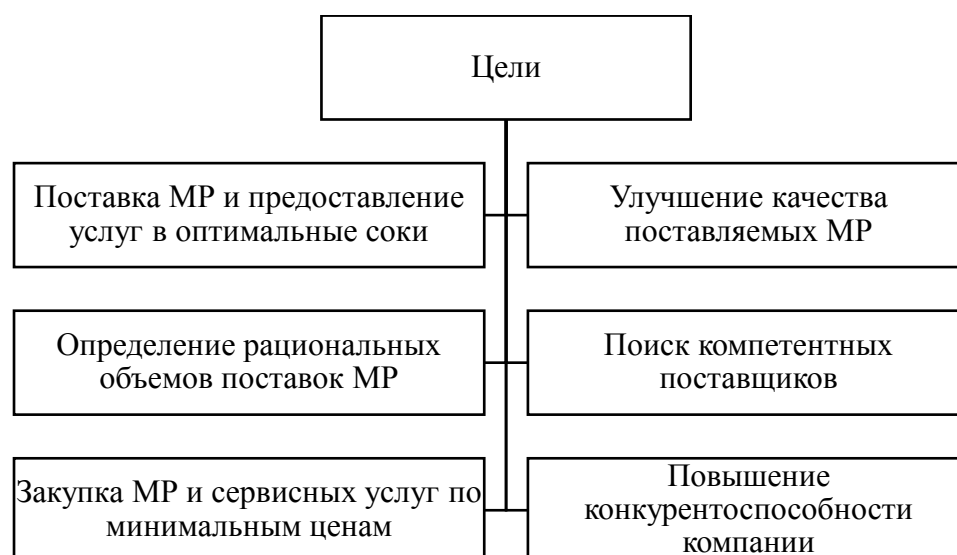 Цели
Поставка МР и предоставление
услуг в оптимальные соки
Улучшение качества
поставляемых МР
Определение рациональных
объемов поставок МР
Поиск компетентных
поставщиков
Закупка МР и сервисных услуг по
минимальным ценам
Повышение
конкурентоспособности
компании